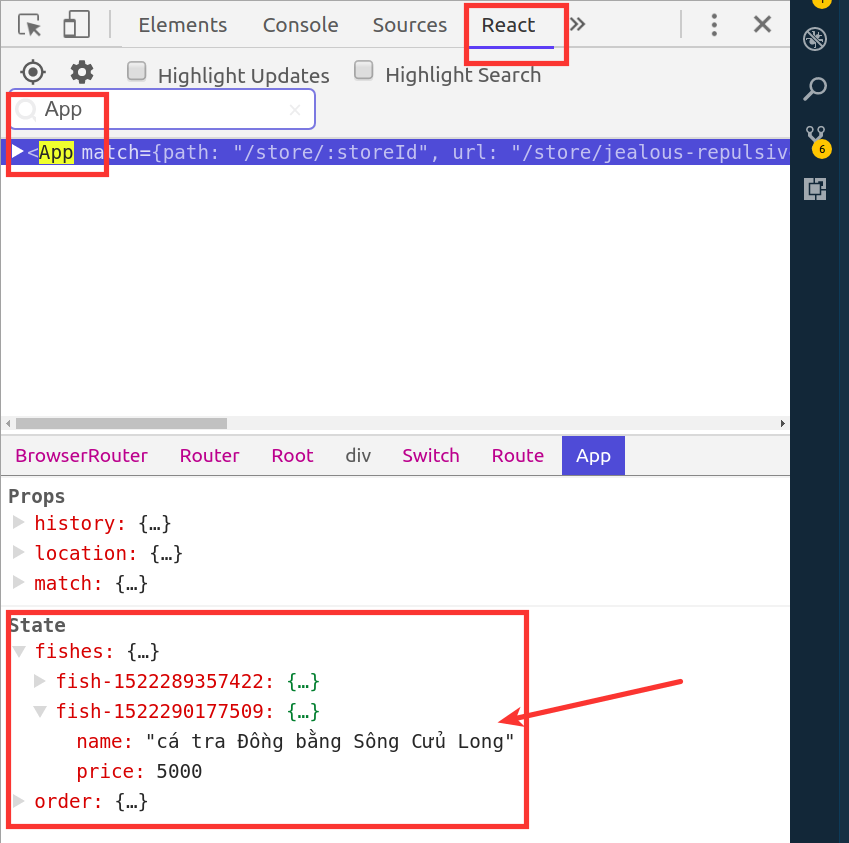 Elements Console Sources React »
Highlight Updates Highlight Search
App ×
<App match={path: "/store/:storeId", url: "/store/jealous-repulsiv
6
BrowserRouter Router Root div Switch Route App
Props
history: {…}
location: {…}
match: {…}
State
fishes: {…}
fish-1522289357422: {…}
fish-1522290177509: {…}
name: "cá tra Đồng bằng Sông Cửu Long"
price: 5000
order: {…}